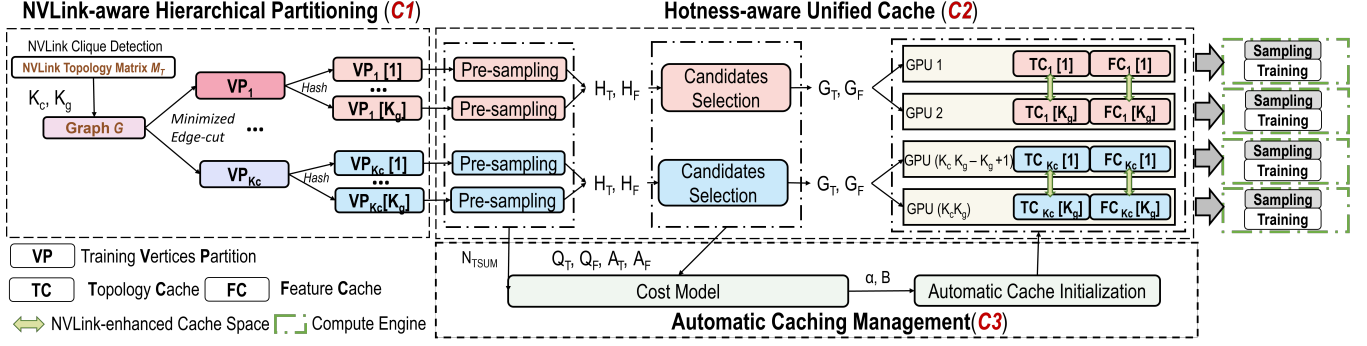 NVLink-aware Hierarchical Partitioning (C1)
Hotness-aware Unified Cache (C2)
NVLink Clique Detection
NVLink Topology Matrix M_T
K_c, K_g
Graph G
Minimized
Edge-cut
VP_1
...
VP_Kc
Hash
Hash
VP_1 [1]
...
VP_1 [K_g]
VP_Kc [1]
...
VP_Kc[K_g]
Pre-sampling
Pre-sampling
Pre-sampling
Pre-sampling
H_T, H_F
H_T, H_F
Candidates
Selection
Candidates
Selection
G_T, G_F
G_T, G_F
GPU 1
TC_1 [1]
FC_1 [1]
GPU 2
TC_1 [K_g]
FC_1 [K_g]
GPU (K_c K_g – K_g +1)
TC_Kc [1]
FC_Kc [1]
GPU (K_cK_g)
TC_Kc [K_g]
FC_Kc [K_g]
Sampling
Training
Sampling
Training
Sampling
Training
Sampling
Training
VP Training Vertices Partition
TC Topology Cache
FC Feature Cache
NVLink-enhanced Cache Space
Compute Engine
N_TSUM
Q_T, Q_F, A_T, A_F
Cost Model
α, B
Automatic Cache Initialization
Automatic Caching Management(C3)